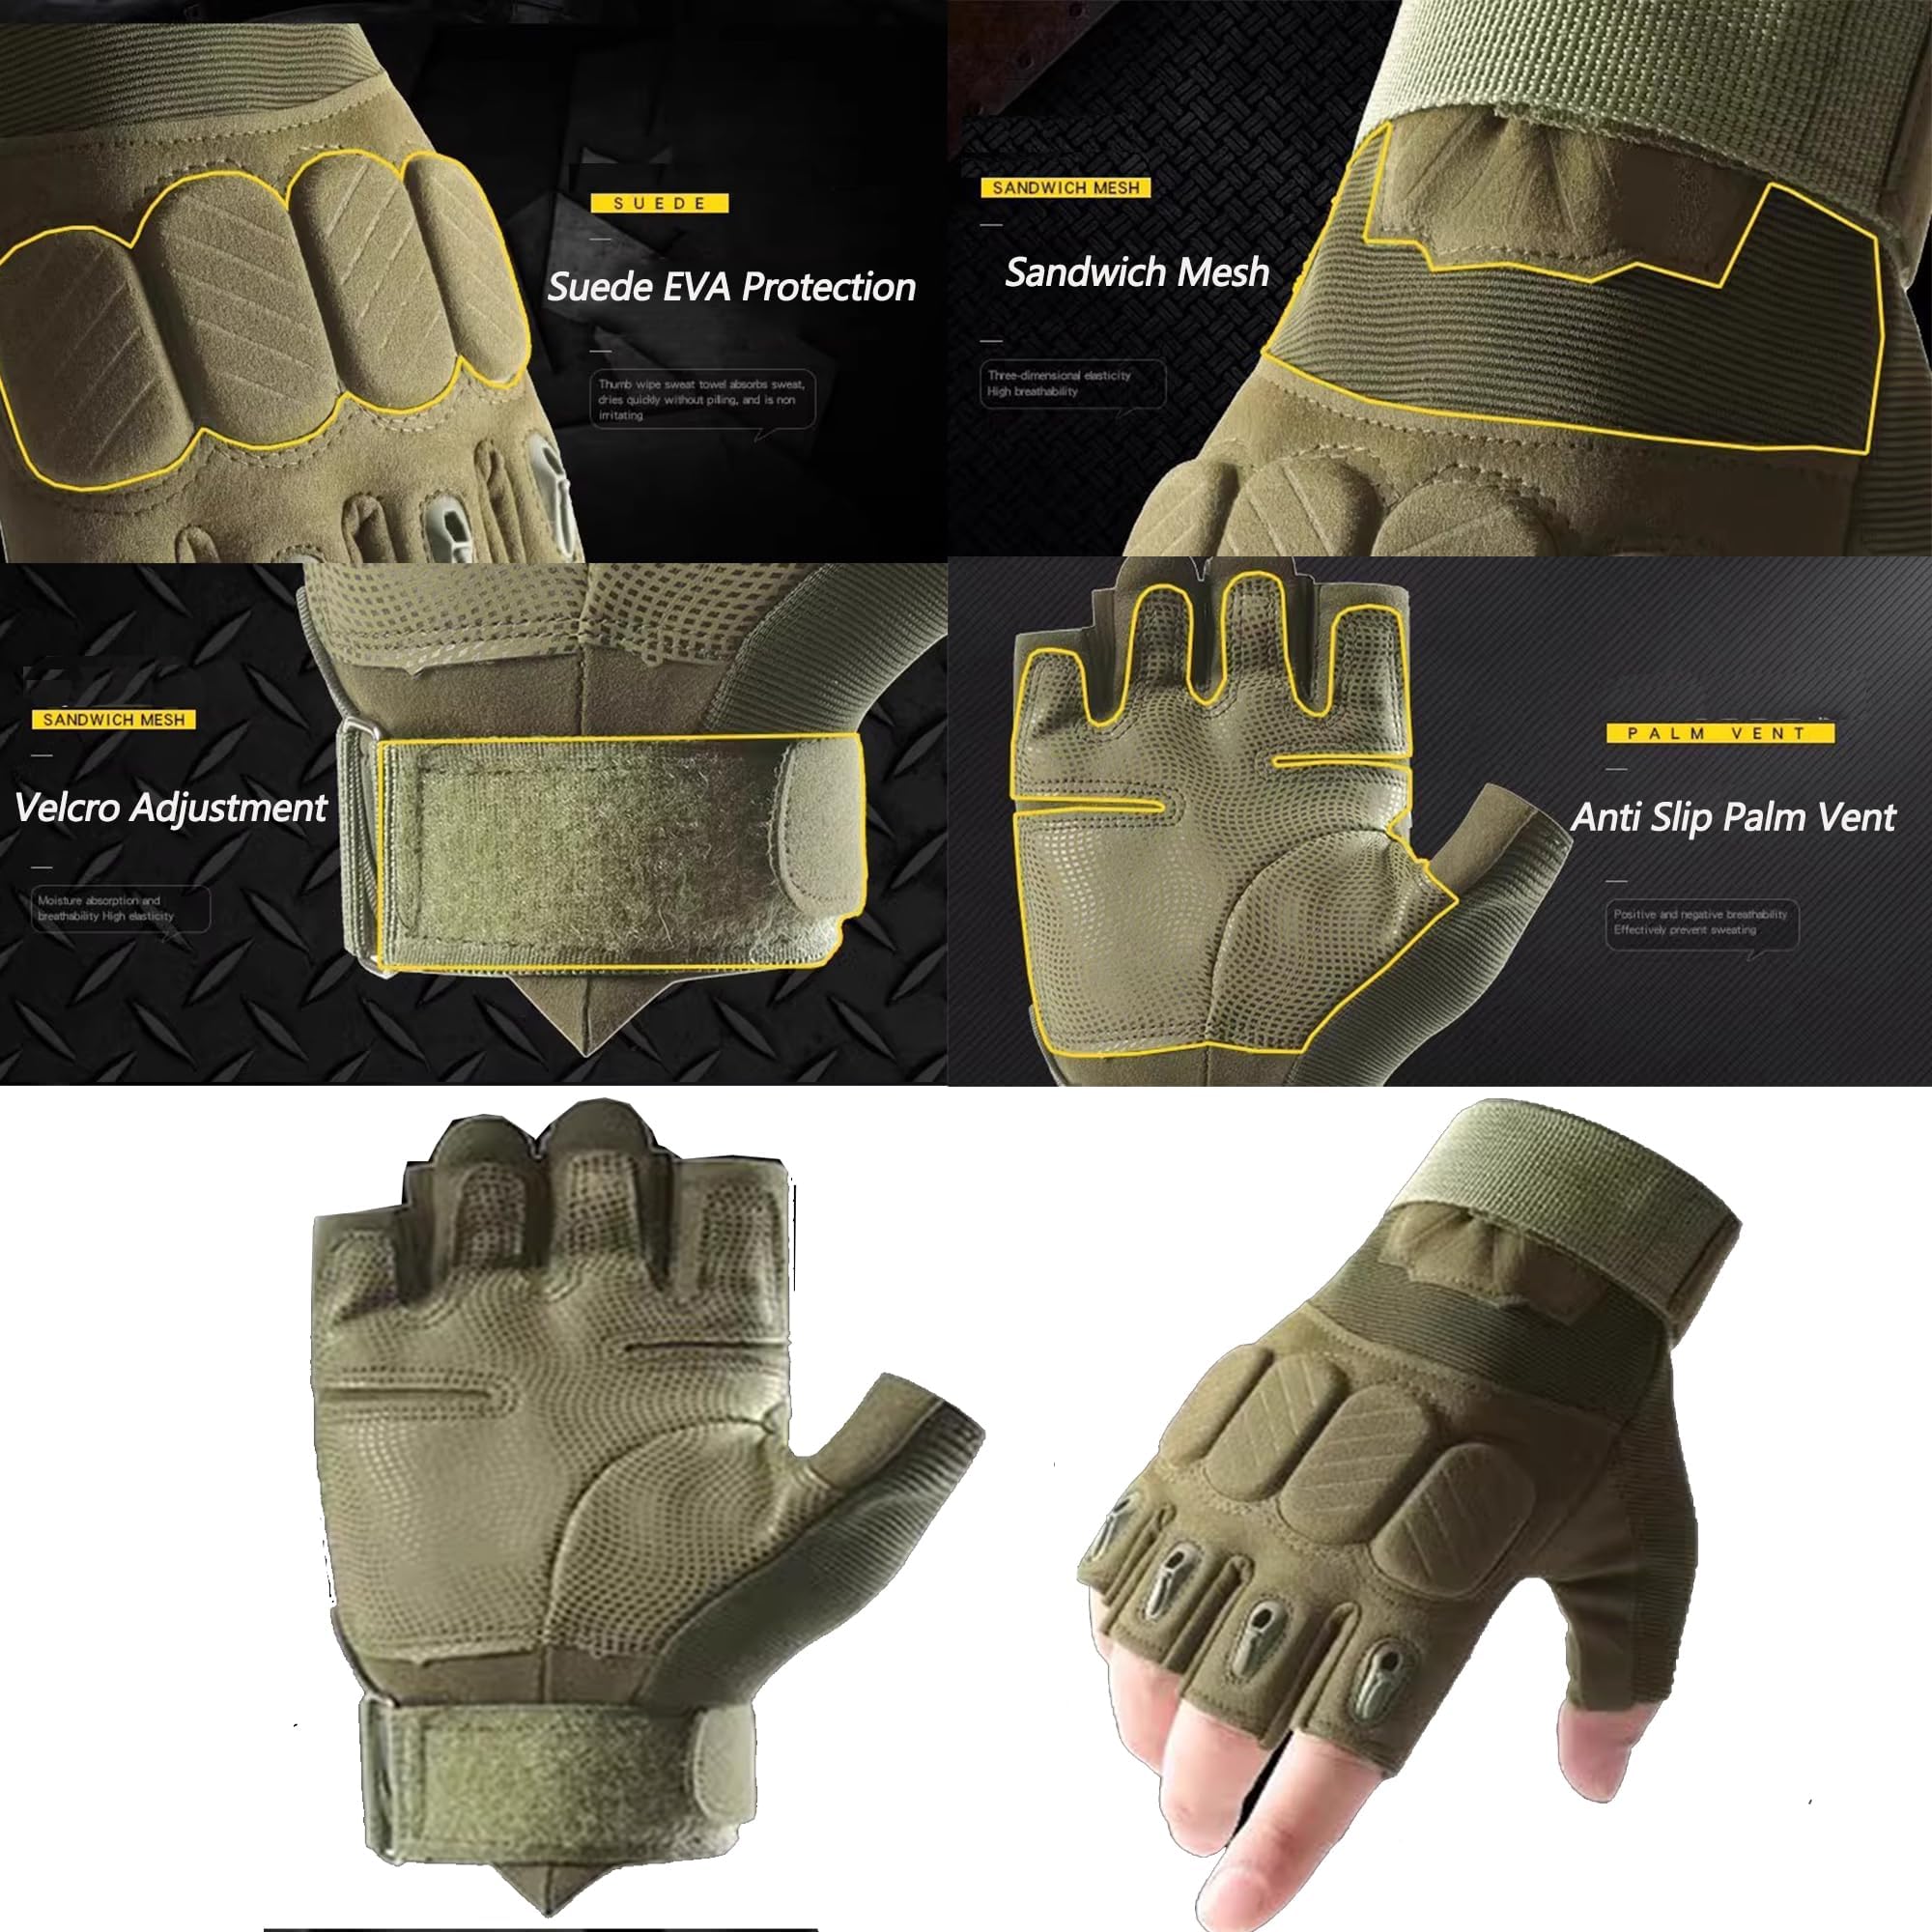 SUEDE
Suede EVA Protection
Thumb wipe sweat towel absorbs sweat,
dries quickly without pilling, and is non
irritating
SANDWICH MESH
Sandwich Mesh
Three-dimensional elasticity
High breathability
SANDWICH MESH
Velcro Adjustment
Moisture absorption and
breathability High elasticity
PALM VENT
Anti Slip Palm Vent
Positive and negative breathability
Effectively prevent sweating